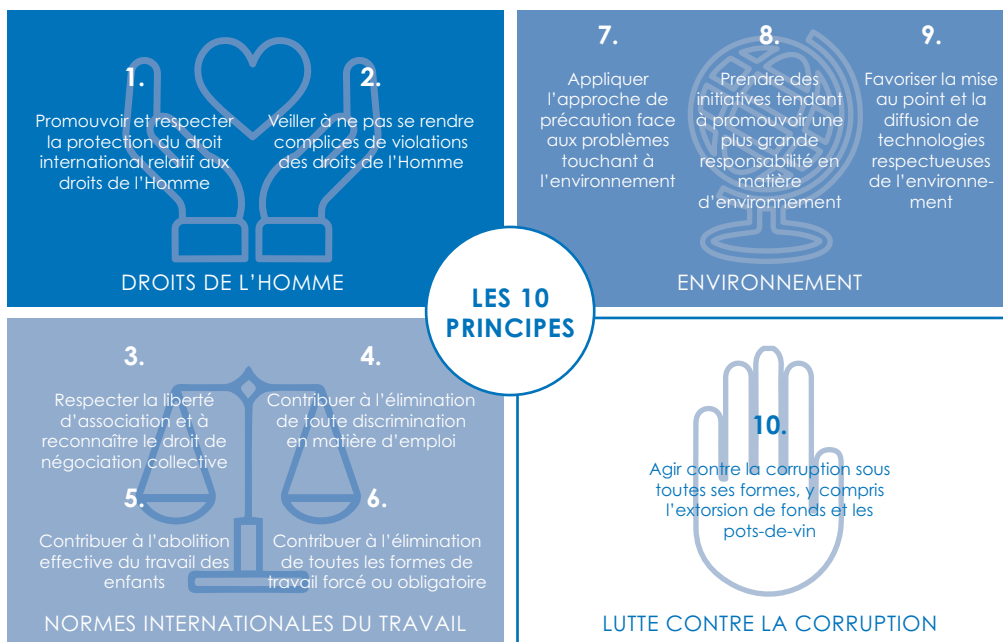 1.
Promouvoir et respecter
la protection du droit
international relatif aux
droits de l'Homme
2.
Veiller à ne pas se rendre
complices de violations
des droits de l'Homme
DROITS DE L'HOMME
7.
Appliquer
l'approche de
précaution face
aux problèmes
touchant à
l'environnement
8.
Prendre des
initiatives tendant
à promouvoir une
plus grande
responsabilité en
matière
d'environnement
9.
Favoriser la mise
au point et la
diffusion de
technologies
respectueuses
de l'environne-
ment
ENVIRONNEMENT
LES 10
PRINCIPES
3.
Respecter la liberté
d'association et à
reconnaître le droit de
négociation collective
4.
Contribuer à l'élimination
de toute discrimination
en matière d'emploi
5.
Contribuer à l'abolition
effective du travail des
enfants
6.
Contribuer à l'élimination
de toutes les formes de
travail forcé ou obligatoire
NORMES INTERNATIONALES DU TRAVAIL
10.
Agir contre la corruption sous
toutes ses formes, y compris
l'extorsion de fonds et les
pots-de-vin
LUTTE CONTRE LA CORRUPTION